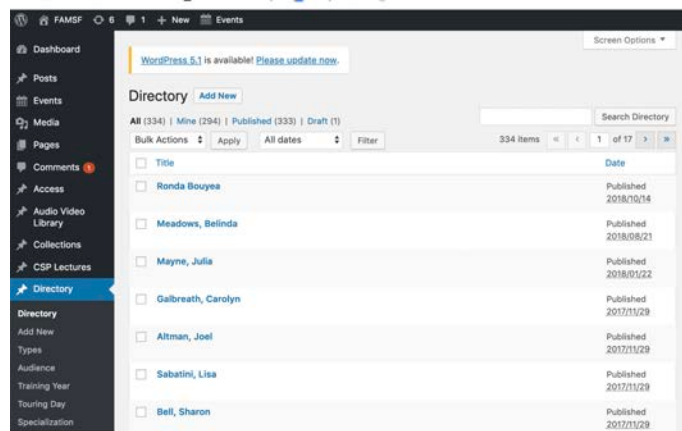 FAMSF 6 1 + New Events
Screen Options ▼
WordPress 5.1 is available! Please update now.
Dashboard
Posts
Events
Media
Pages
Comments 1
Access
Audio Video
Library
Collections
CSP Lectures
Directory
Directory
Add New
Types
Audience
Training Year
Touring Day
Specialization
Directory Add New
All (334) | Mine (294) | Published (333) | Draft (1)
Search Directory
Bulk Actions Apply All dates Filter 334 items « ‹ 1 of 17 › »
Title Date
Ronda Bouyea Published
2018/10/14
Meadows, Belinda Published
2018/08/21
Mayne, Julia Published
2018/01/22
Galbreath, Carolyn Published
2017/11/29
Altman, Joel Published
2017/11/29
Sabatini, Lisa Published
2017/11/29
Bell, Sharon Published
2017/11/29